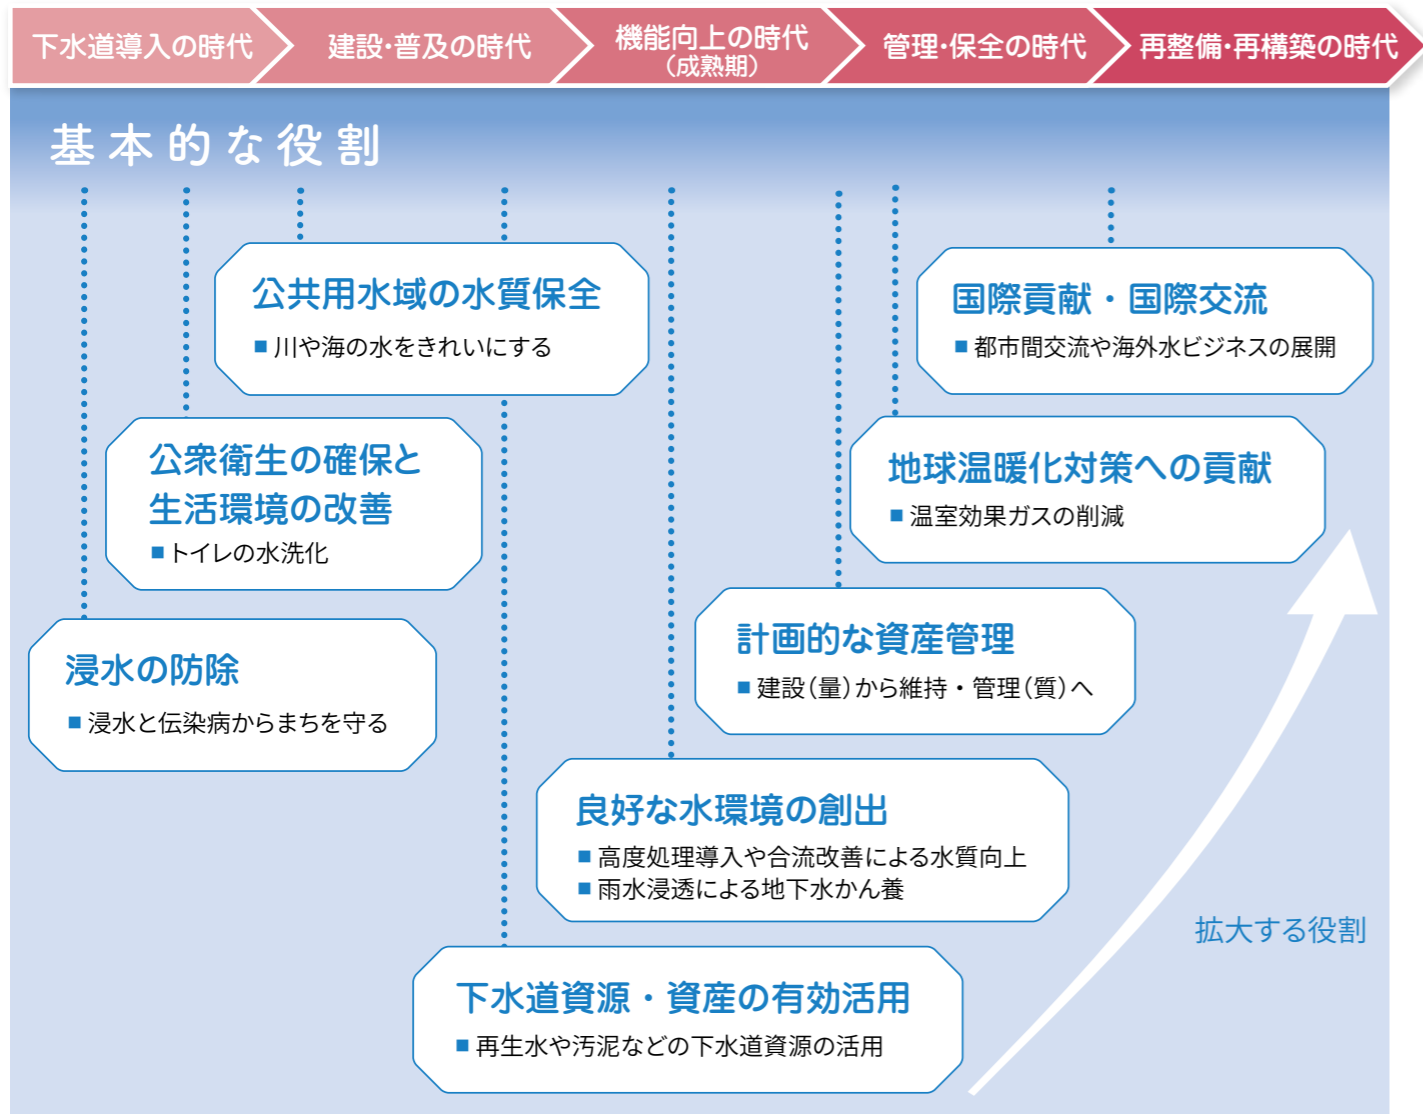 下水道導入の時代
建設・普及の時代
機能向上の時代
（成熟期）
管理・保全の時代
再整備・再構築の時代
基本的な役割
公共用水域の水質保全
■ 川や海の水をきれいにする
国際貢献・国際交流
■ 都市間交流や海外水ビジネスの展開
公衆衛生の確保と
生活環境の改善
■ トイレの水洗化
地球温暖化対策への貢献
■ 温室効果ガスの削減
浸水の防除
■ 浸水と伝染病からまちを守る
計画的な資産管理
■ 建設（量）から維持・管理（質）へ
良好な水環境の創出
■ 高度処理導入や合流改善による水質向上
■ 雨水浸透による地下水かん養
拡大する役割
下水道資源・資産の有効活用
■ 再生水や汚泥などの下水道資源の活用